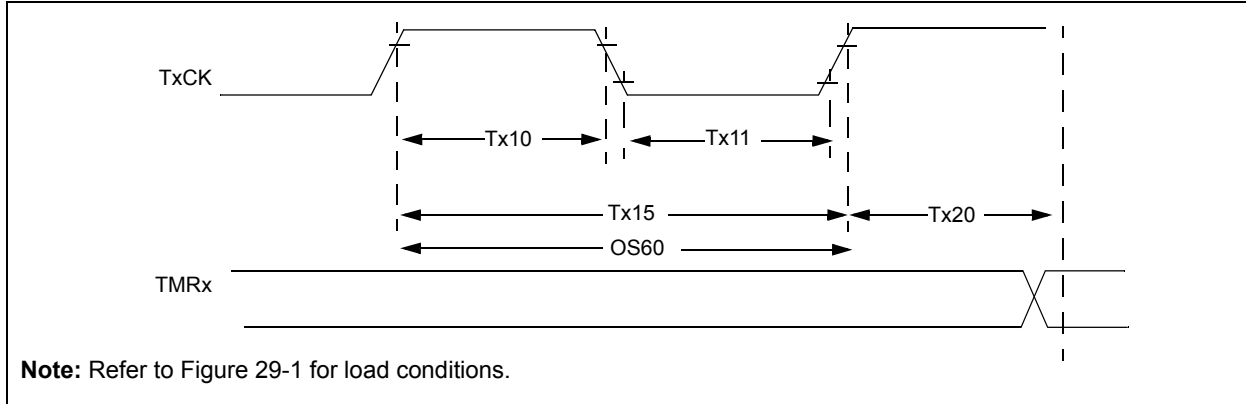 TxCK
Tx10
Tx11
Tx15
Tx20
OS60
TMRx
Note: Refer to Figure 29-1 for load conditions.